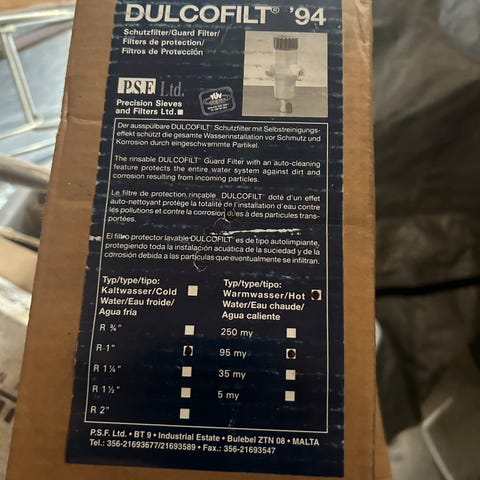 DULCOFILT® '94
Schutzfilter/Guard Filter/
Filters de protection/
Filtros de Protección
P.S.F. Ltd.
Precision Sieves
and Filters Ltd.
TÜV
Der ausspülbare DULCOFILT® Schutzfilter mit Selbstreinigungs-
effekt schützt die gesamte Wasserinstallation vor Schmutz und
Korrosion durch eingeschwemmte Partikel.
The rinsable DULCOFILT® Guard Filter with an auto-cleaning
feature protects the entire water system against dirt and
corrosion resulting from incoming particles.
Le filtre de protection rinçable DULCOFILT® doté d'un effet
auto-nettoyant protège la totalité de l'installation d'eau contre
les pollutions et contre la corrosion dues à des particules trans-
portées.
El filtro protector lavable DULCOFILT® es de tipo autolimpiante,
protegiendo toda la instalación acuática de la suciedad y de la
corrosión debida a las partículas que eventualmente se infiltran.
Typ/type/tipo:
Kaltwasser/Cold
Water/Eau froide/
Agua fría
R ¾"
R 1"
R 1¼"
R 1½"
R 2"
Typ/type/tipo:
Warmwasser/Hot
Water/Eau chaude/
Agua caliente
250 my
95 my
35 my
5 my
P.S.F. Ltd. • BT 9 • Industrial Estate • Bulebel ZTN 08 • MALTA
Tel.: 356-21693677/21693589 • Fax.: 356-21693547